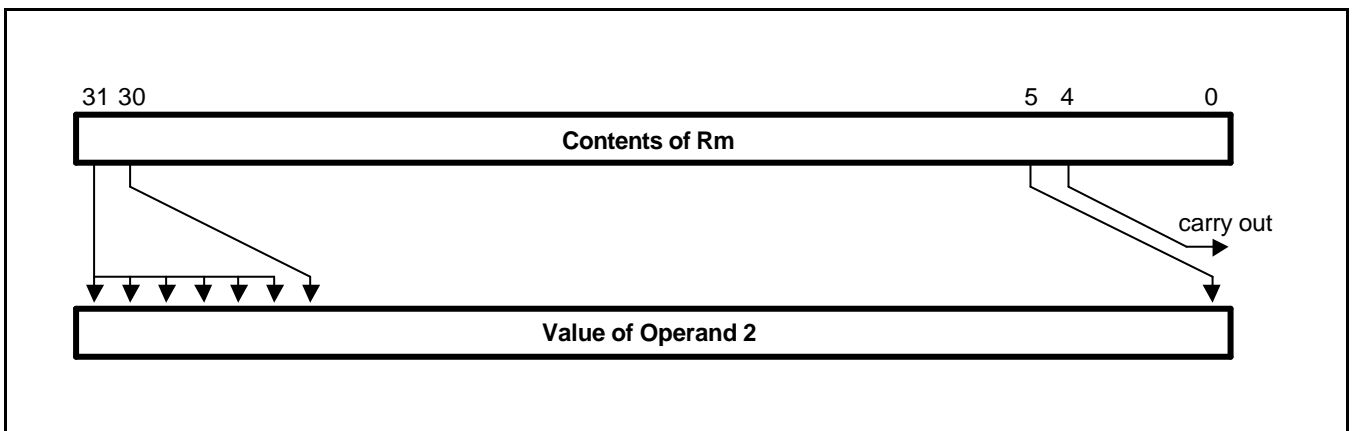 31 30 5 4 0
Contents of Rm
carry out
Value of Operand 2